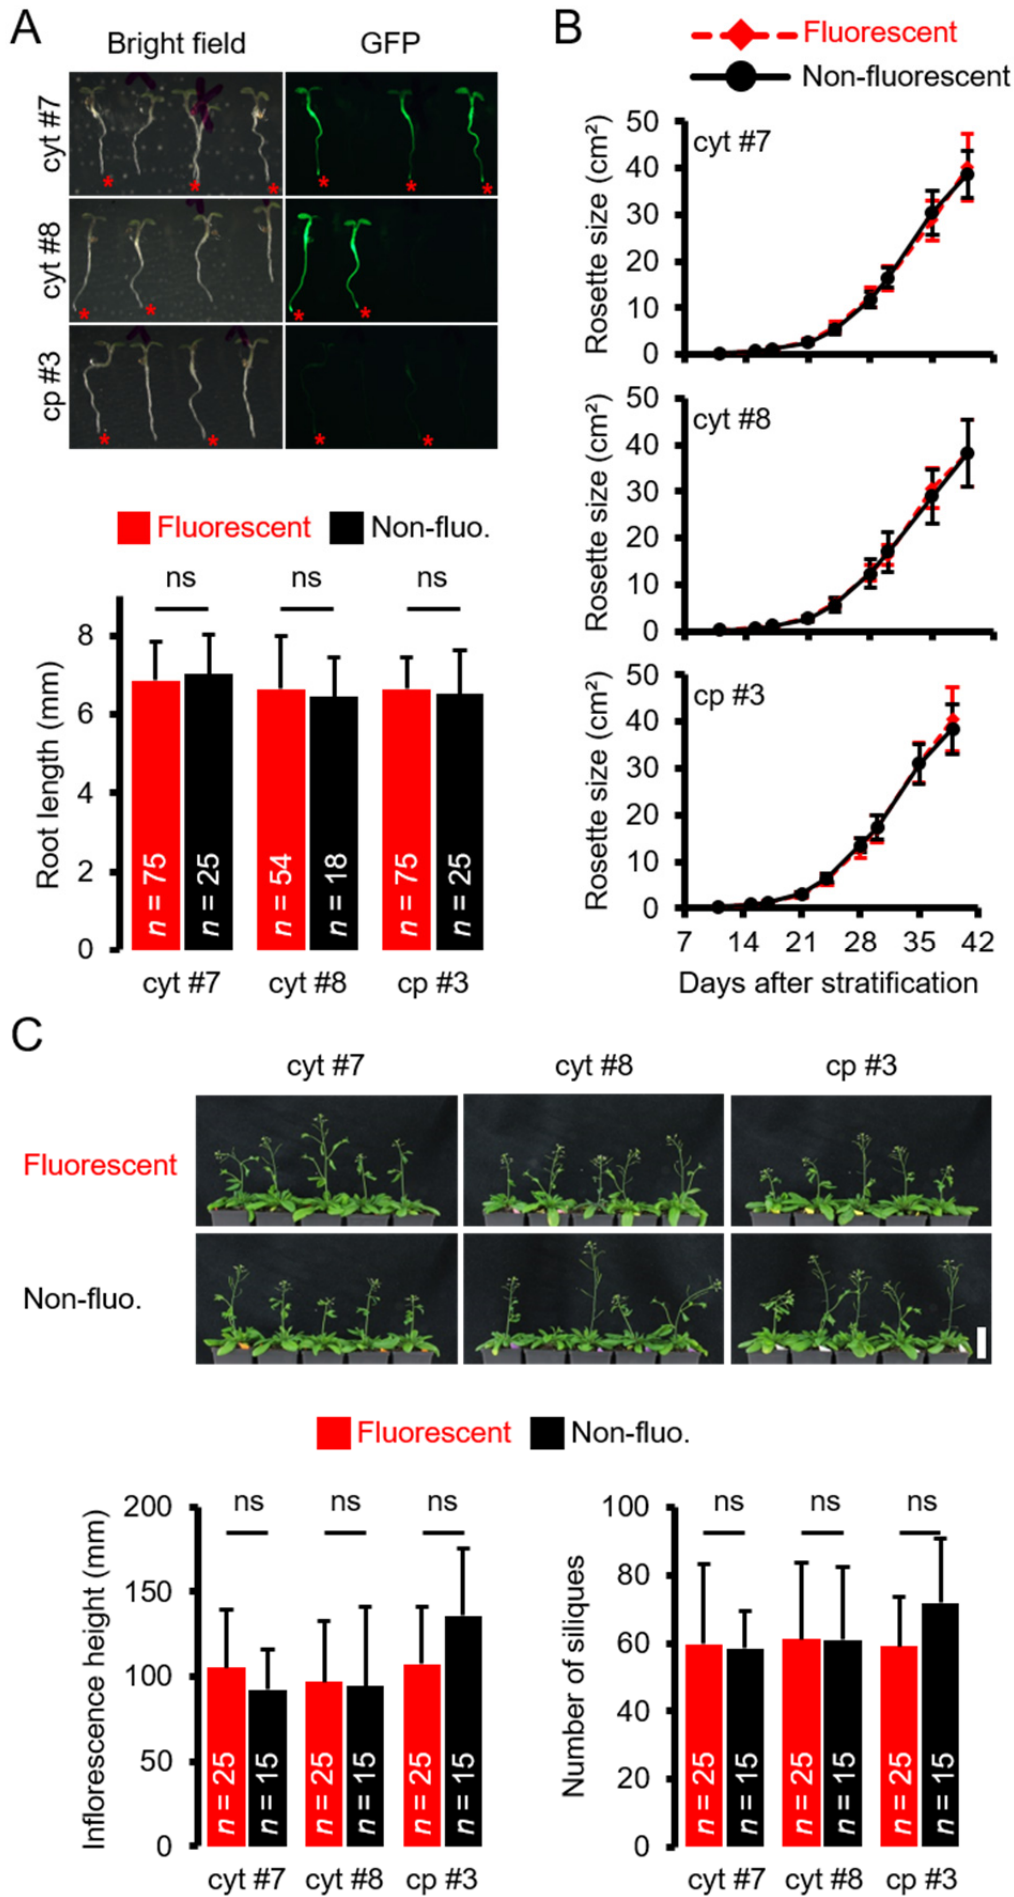 A
Bright field
GFP
cyt #7
* * *
* * *
cyt #8
* *
* *
cp #3
* *
* *
Fluorescent
Non-fluo.
ns
ns
ns
Root length (mm)
8
6
4
2
0
n = 75
n = 25
n = 54
n = 18
n = 75
n = 25
cyt #7
cyt #8
cp #3
B
Fluorescent
Non-fluorescent
Rosette size (cm²)
50
40
30
20
10
0
cyt #7
Rosette size (cm²)
50
40
30
20
10
0
cyt #8
Rosette size (cm²)
50
40
30
20
10
0
cp #3
7 14 21 28 35 42
Days after stratification
C
cyt #7
cyt #8
cp #3
Fluorescent
Non-fluo.
Fluorescent
Non-fluo.
Inflorescence height (mm)
200
150
100
50
0
ns
ns
ns
n = 25
n = 15
n = 25
n = 15
n = 25
n = 15
cyt #7
cyt #8
cp #3
Number of siliques
100
80
60
40
20
0
ns
ns
ns
n = 25
n = 15
n = 25
n = 15
n = 25
n = 15
cyt #7
cyt #8
cp #3